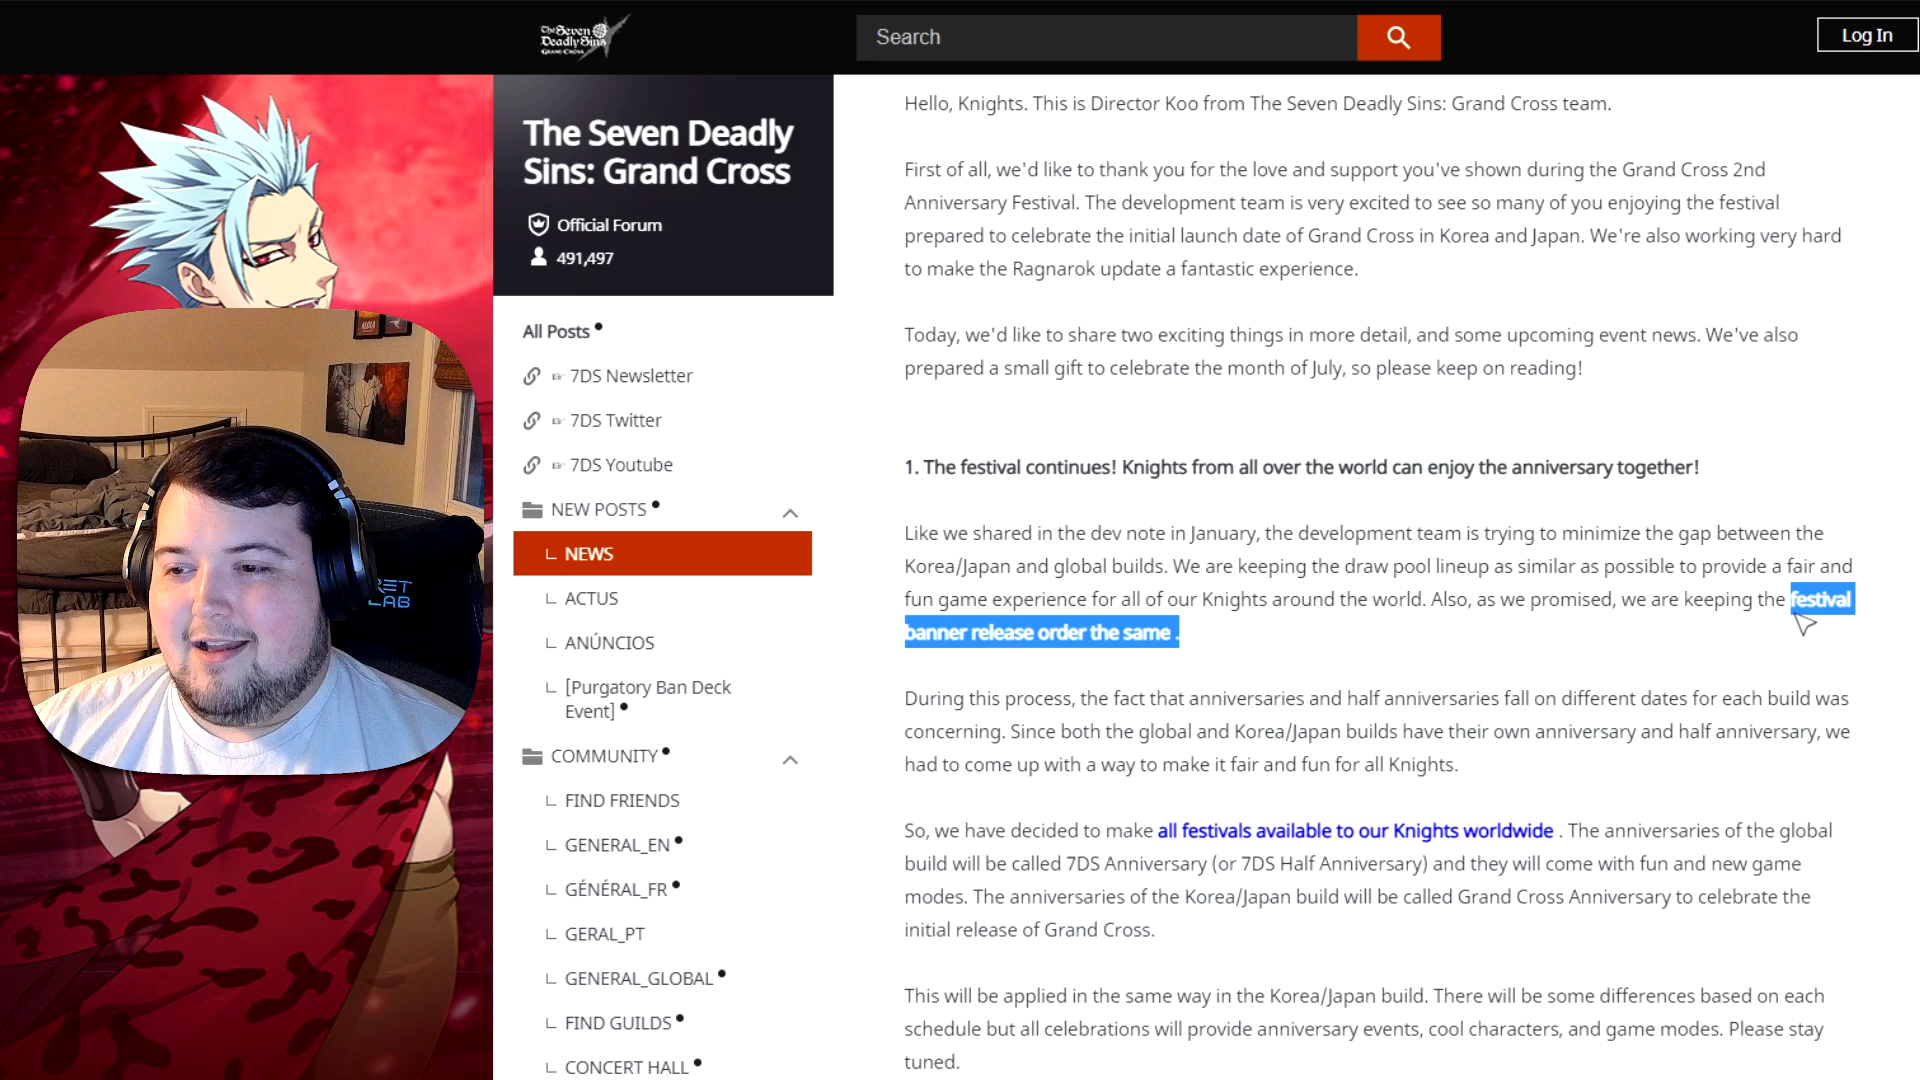 The Seven
Deadly Sins
GRAND CROSS
Search
Log In
The Seven Deadly
Sins: Grand Cross
Official Forum
491,497
All Posts
7DS Newsletter
7DS Twitter
7DS Youtube
NEW POSTS
NEWS
ACTUS
ANÚNCIOS
[Purgatory Ban Deck
Event]
COMMUNITY
FIND FRIENDS
GENERAL_EN
GÉNÉRAL_FR
GERAL_PT
GENERAL_GLOBAL
FIND GUILDS
CONCERT HALL
Hello, Knights. This is Director Koo from The Seven Deadly Sins: Grand Cross team.
First of all, we'd like to thank you for the love and support you've shown during the Grand Cross 2nd
Anniversary Festival. The development team is very excited to see so many of you enjoying the festival
prepared to celebrate the initial launch date of Grand Cross in Korea and Japan. We're also working very hard
to make the Ragnarok update a fantastic experience.
Today, we'd like to share two exciting things in more detail, and some upcoming event news. We've also
prepared a small gift to celebrate the month of July, so please keep on reading!
1. The festival continues! Knights from all over the world can enjoy the anniversary together!
Like we shared in the dev note in January, the development team is trying to minimize the gap between the
Korea/Japan and global builds. We are keeping the draw pool lineup as similar as possible to provide a fair and
fun game experience for all of our Knights around the world. Also, as we promised, we are keeping the festival
banner release order the same .
During this process, the fact that anniversaries and half anniversaries fall on different dates for each build was
concerning. Since both the global and Korea/Japan builds have their own anniversary and half anniversary, we
had to come up with a way to make it fair and fun for all Knights.
So, we have decided to make all festivals available to our Knights worldwide . The anniversaries of the global
build will be called 7DS Anniversary (or 7DS Half Anniversary) and they will come with fun and new game
modes. The anniversaries of the Korea/Japan build will be called Grand Cross Anniversary to celebrate the
initial release of Grand Cross.
This will be applied in the same way in the Korea/Japan build. There will be some differences based on each
schedule but all celebrations will provide anniversary events, cool characters, and game modes. Please stay
tuned.